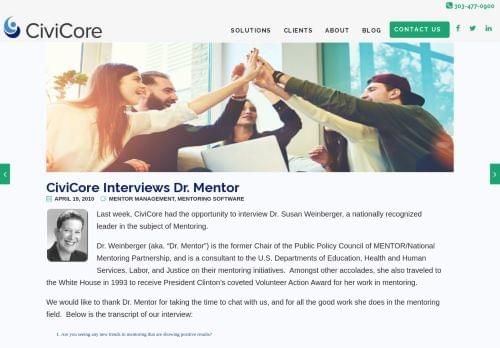 303-477-0900
CiviCore
SOLUTIONS CLIENTS ABOUT BLOG CONTACT US
CiviCore Interviews Dr. Mentor
APRIL 19, 2010 MENTOR MANAGEMENT, MENTORING SOFTWARE
Last week, CiviCore had the opportunity to interview Dr. Susan Weinberger, a nationally recognized
leader in the subject of Mentoring.
Dr. Weinberger (aka. “Dr. Mentor”) is the former Chair of the Public Policy Council of MENTOR/National
Mentoring Partnership, and is a consultant to the U.S. Departments of Education, Health and Human
Services, Labor, and Justice on their mentoring initiatives. Amongst other accolades, she also traveled to
the White House in 1993 to receive President Clinton’s coveted Volunteer Action Award for her work in mentoring.
We would like to thank Dr. Mentor for taking the time to chat with us, and for all the good work she does in the mentoring
field. Below is the transcript of our interview:
1. Are you seeing any new trends in mentoring that are showing positive results?